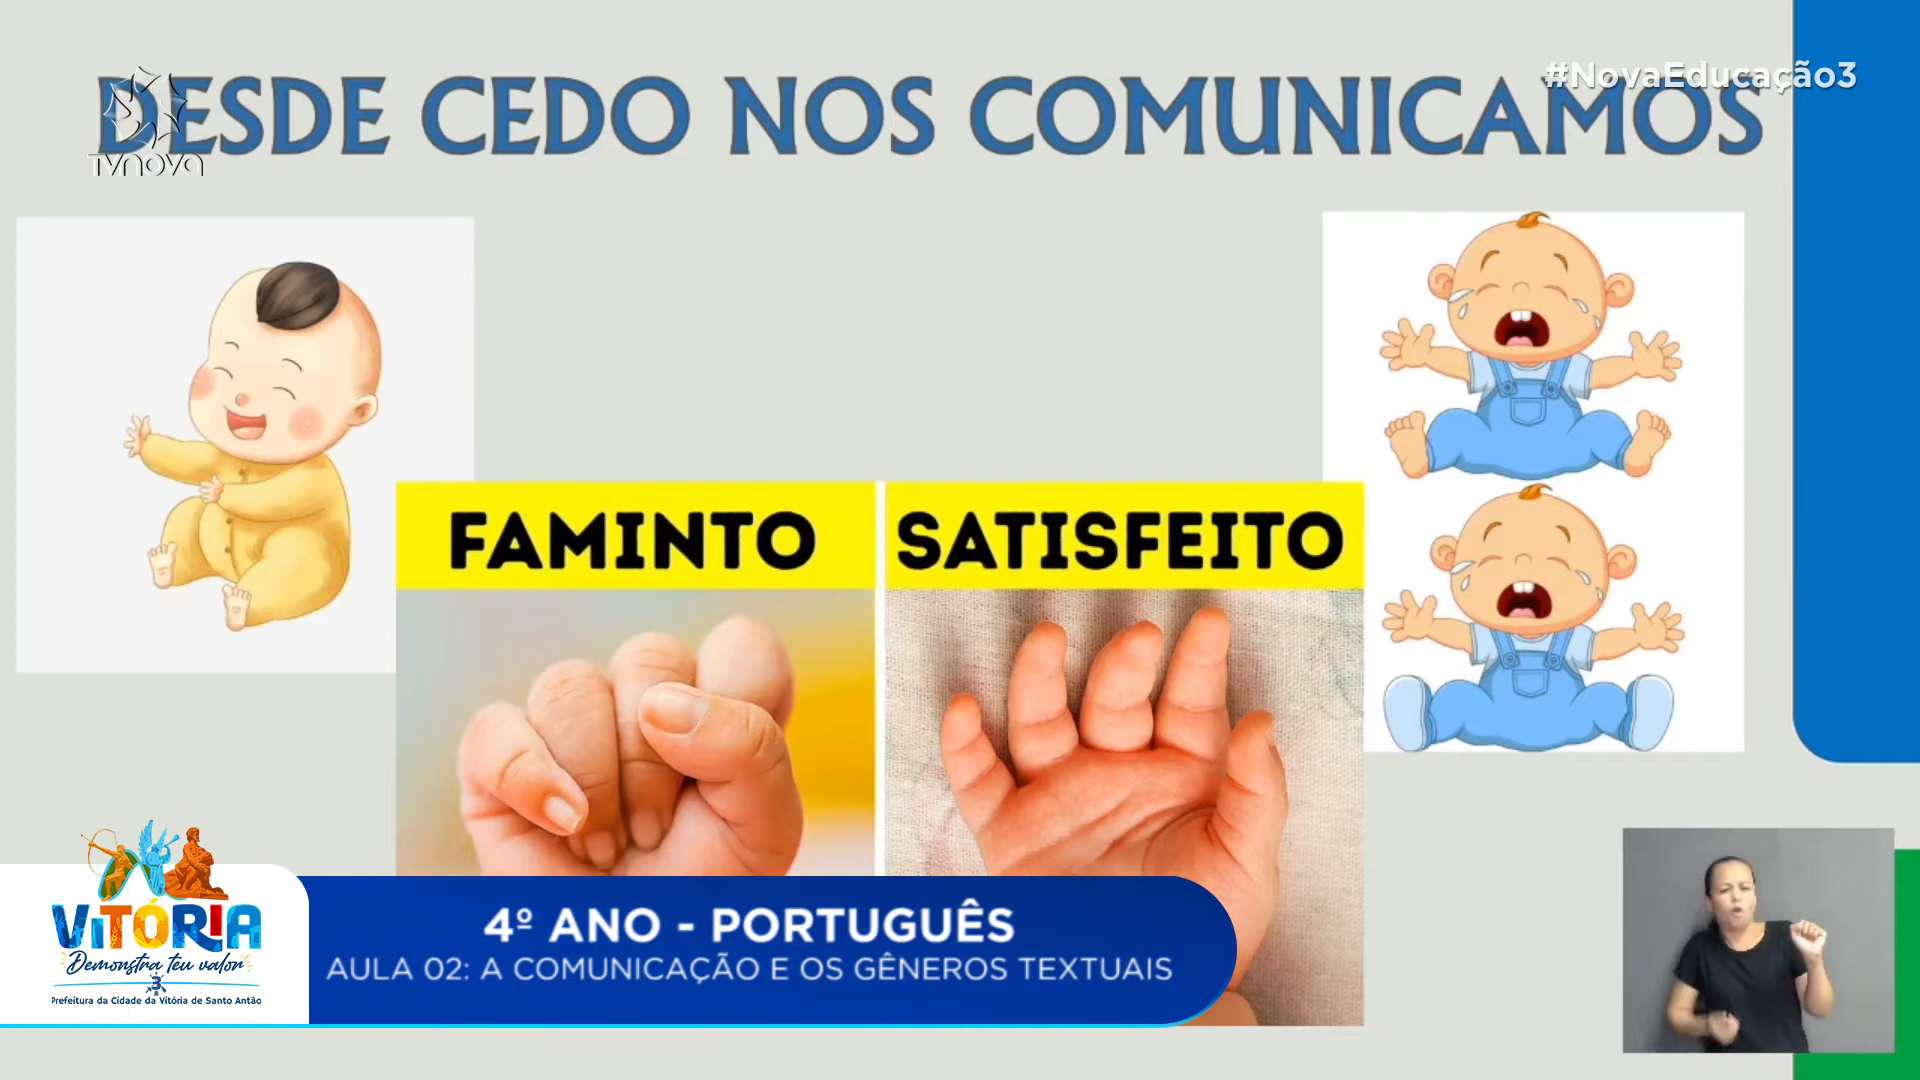 #NovaEducação3
DESDE CEDO NOS COMUNICAMOS
TVNOVA
FAMINTO
SATISFEITO
4º ANO - PORTUGUÊS
AULA 02: A COMUNICAÇÃO E OS GÊNEROS TEXTUAIS
ViTÓRIA
Demonstra teu valor
3
Prefeitura da Cidade da Vitória de Santo Antão